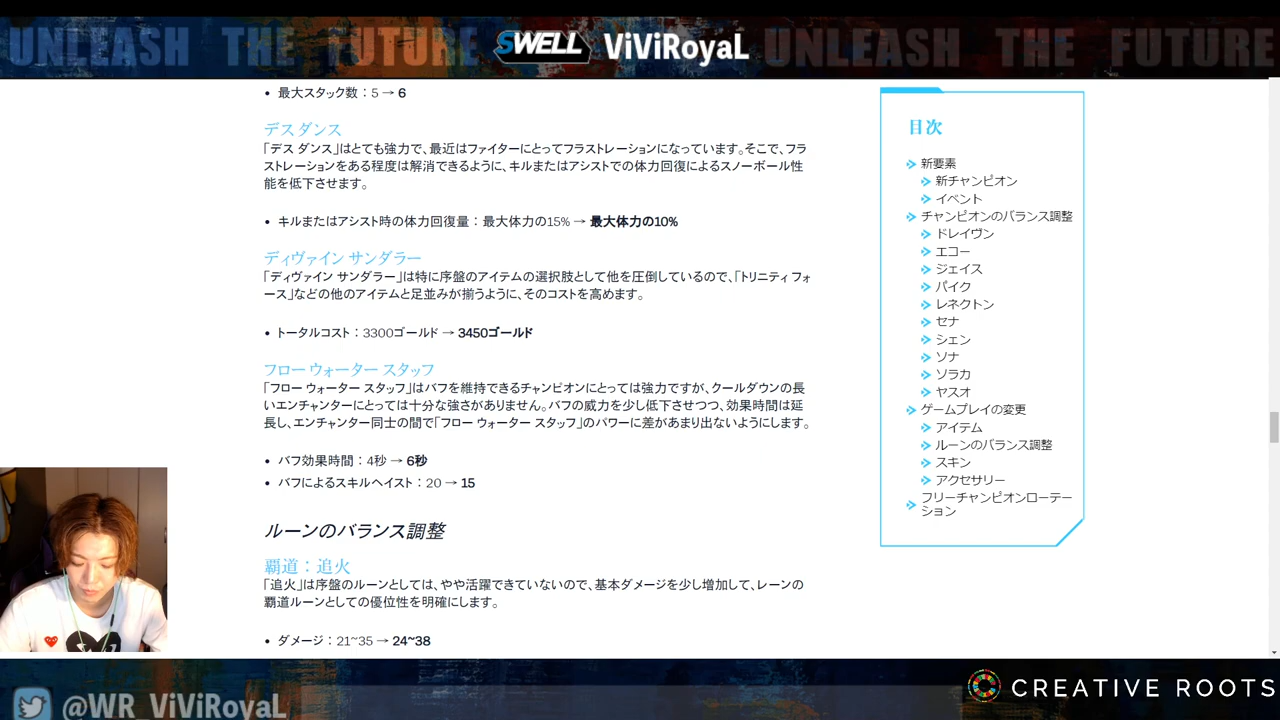 UNLEASH THE FUTURE SWELL ViViRoyaL UNLEASH THE FUTURE
• 最大スタック数：5 → 6
デス ダンス
「デス ダンス」はとても強力で、最近はファイターにとってフラストレーションになっています。そこで、フラ
ストレーションをある程度は解消できるように、キルまたはアシストでの体力回復によるスノーボール性
能を低下させます。
• キルまたはアシスト時の体力回復量：最大体力の15% → 最大体力の10%
ディヴァイン サンダラー
「ディヴァイン サンダラー」は特に序盤のアイテムの選択肢として他を圧倒しているので、「トリニティ フォ
ース」などの他のアイテムと足並みが揃うように、そのコストを高めます。
• トータルコスト：3300ゴールド → 3450ゴールド
フロー ウォーター スタッフ
「フロー ウォーター スタッフ」はバフを維持できるチャンピオンにとっては強力ですが、クールダウンの長
いエンチャンターにとっては十分な強さがありません。バフの威力を少し低下させつつ、効果時間は延
長し、エンチャンター同士の間で「フロー ウォーター スタッフ」のパワーに差があまり出ないようにします。
• バフ効果時間：4秒 → 6秒
• バフによるスキルヘイスト：20 → 15
ルーンのバランス調整
覇道：追火
「追火」は序盤のルーンとしては、やや活躍できていないので、基本ダメージを少し増加して、レーンの
覇道ルーンとしての優位性を明確にします。
• ダメージ：21~35 → 24~38
目次
新要素
新チャンピオン
イベント
チャンピオンのバランス調整
ドレイヴン
エコー
ジェイス
パイク
レネクトン
セナ
シェン
ソナ
ソラカ
ヤスオ
ゲームプレイの変更
アイテム
ルーンのバランス調整
スキン
アクセサリー
フリーチャンピオンローテー
ション
@WR_ViViRoyaL
CREATIVE ROOTS